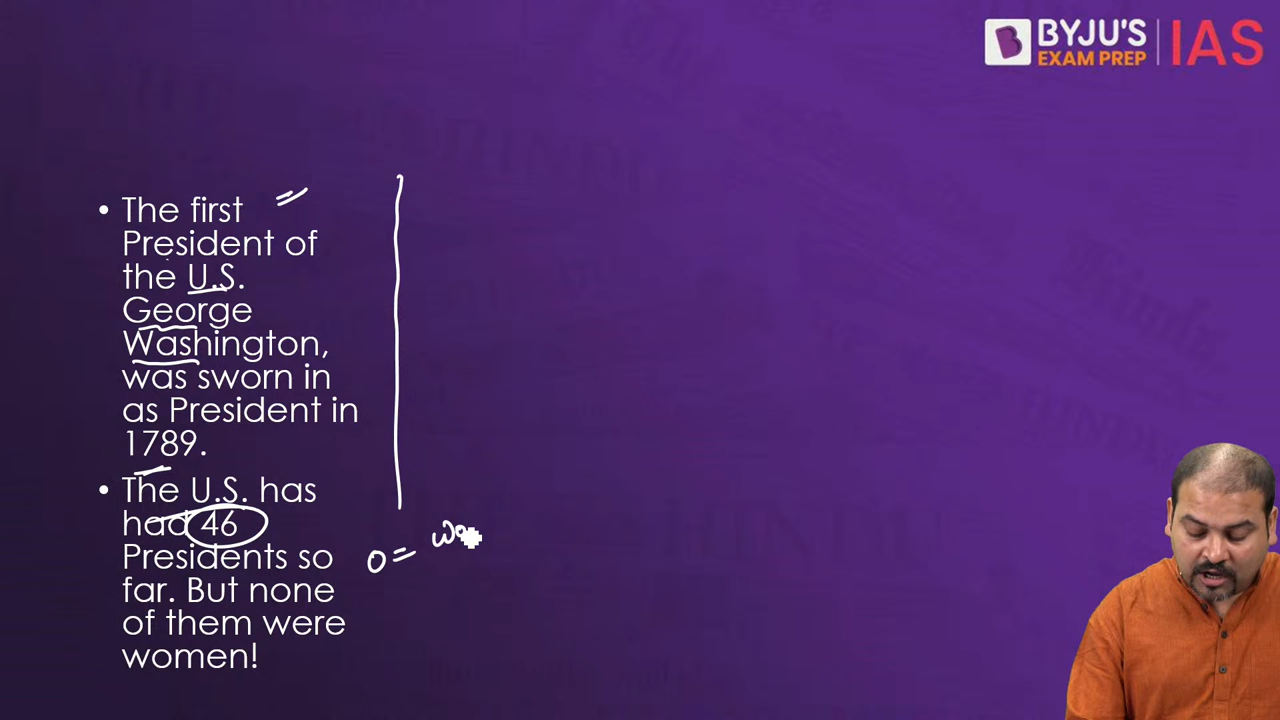 BYJU'S
EXAM PREP
IAS
• The first
President of
the U.S.
George
Washington,
was sworn in
as President in
1789.
• The U.S. has
had 46
Presidents so
far. But none
of them were
women!
0 =